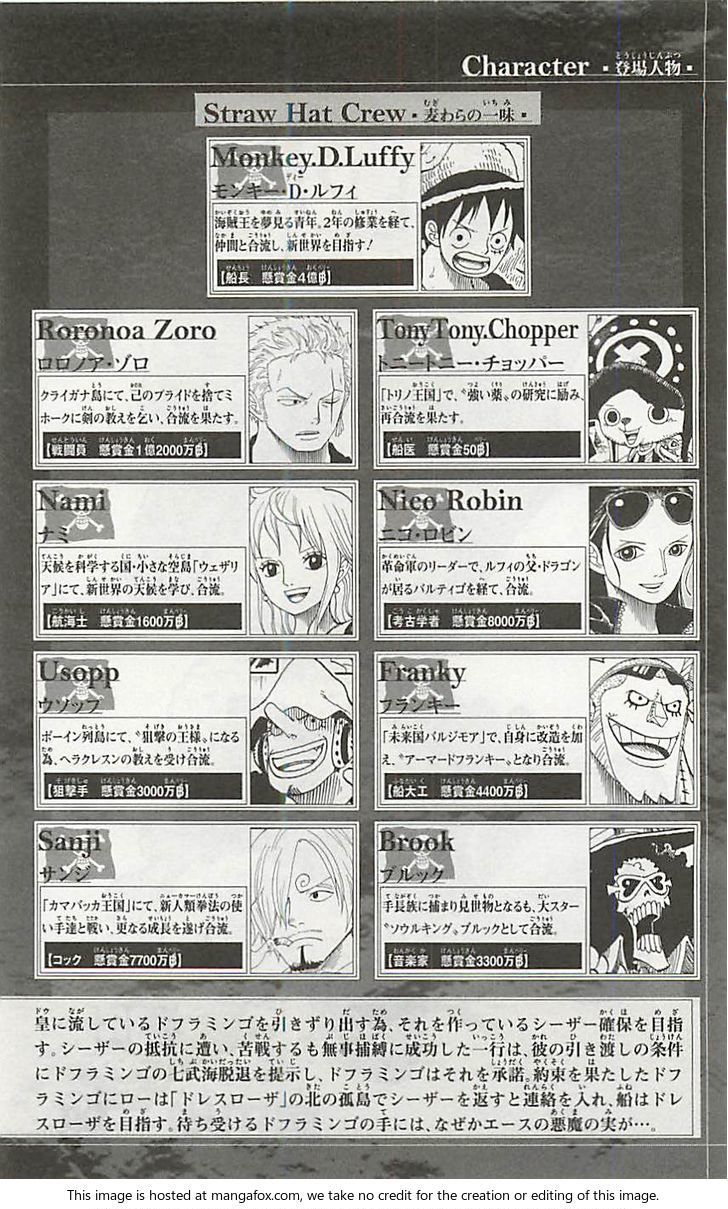 Character ・登場人物・
Straw Hat Crew・麦わらの一味・
Monkey.D.Luffy
モンキー・D・ルフィ
海賊王を夢見る青年。2年の修業を経て、
仲間と合流し、新世界を目指す！
【船長　懸賞金4億฿】
Roronoa Zoro
ロロノア・ゾロ
クライガナ島にて、己のプライドを捨てミ
ホークに剣の教えを乞い、合流を果たす。
【戦闘員　懸賞金1億2000万฿】
TonyTony.Chopper
トニートニー・チョッパー
「トリノ王国」で、〝強い薬〟の研究に励み、
再合流を果たす。
【船医　懸賞金50฿】
Nami
ナミ
天候を科学する国・小さな空島「ウェザリ
ア」にて、新世界の天候を学び、合流。
【航海士　懸賞金1600万฿】
Nico Robin
ニコ・ロビン
革命軍のリーダーで、ルフィの父・ドラゴン
が居るバルティゴを経て、合流。
【考古学者　懸賞金8000万฿】
Usopp
ウソップ
ボーイン列島にて、〝狙撃の王様〟になる
為、ヘラクレスンの教えを受け合流。
【狙撃手　懸賞金3000万฿】
Franky
フランキー
「未来国バルジモア」で、自身に改造を加
え、〝アーマードフランキー〟となり合流。
【船大工　懸賞金4400万฿】
Sanji
サンジ
「カマバッカ王国」にて、新人類拳法の使
い手達と戦い、更なる成長を遂げ合流。
【コック　懸賞金7700万฿】
Brook
ブルック
手長族に捕まり見世物となるも、大スター
〝ソウルキング〟ブルックとして合流。
【音楽家　懸賞金3300万฿】
皇に流しているドフラミンゴを引きずり出す為、それを作っているシーザー確保を目指
す。シーザーの抵抗に遭い、苦戦するも無事捕縛に成功した一行は、彼の引き渡しの条件
にドフラミンゴの七武海脱退を提示し、ドフラミンゴはそれを承諾。約束を果たしたドフ
ラミンゴにローは「ドレスローザ」の北の孤島でシーザーを返すと連絡を入れ、船はドレ
スローザを目指す。待ち受けるドフラミンゴの手には、なぜかエースの悪魔の実が…。
This image is hosted at mangafox.com, we take no credit for the creation or editing of this image.